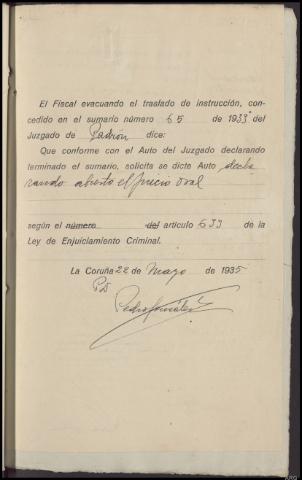 El Fiscal evacuando el traslado de instrucción, con-
cedido en el sumario número 65 de 1933 del
Juzgado de Padrón dice:
Que conforme con el Auto del Juzgado declarando
terminado el sumario, solicita se dicte Auto decla
rando abierto el juicio oral
según el número del artículo 633 de la
Ley de Enjuiciamiento Criminal.
La Coruña 22 de Mayo de 1935
PD
Pedro González